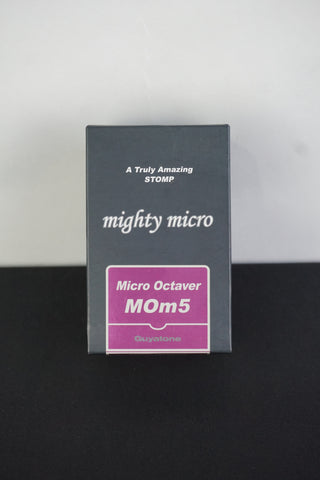 A Truly Amazing
STOMP
mighty micro
Micro Octaver
MOm5
Guyatone